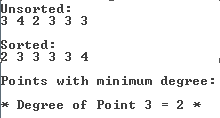 Unsorted:
3 4 2 3 3 3
Sorted:
2 3 3 3 3 4
Points with minimum degree:
* Degree of Point 3 = 2 *